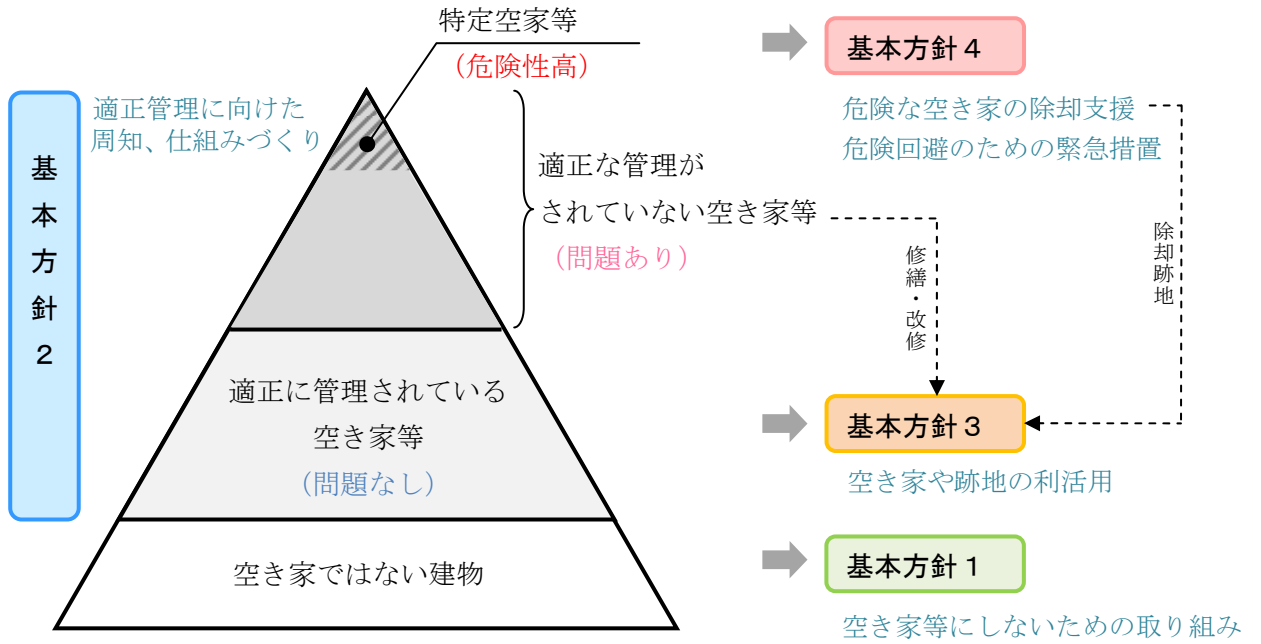 特定空家等
(危険性高)
基本方針2
適正管理に向けた
周知、仕組みづくり
適正な管理が
されていない空き家等
(問題あり)
適正に管理されている
空き家等
(問題なし)
空き家ではない建物
基本方針4
危険な空き家の除却支援
危険回避のための緊急措置
修繕・改修
除却跡地
基本方針3
空き家や跡地の利活用
基本方針1
空き家等にしないための取り組み